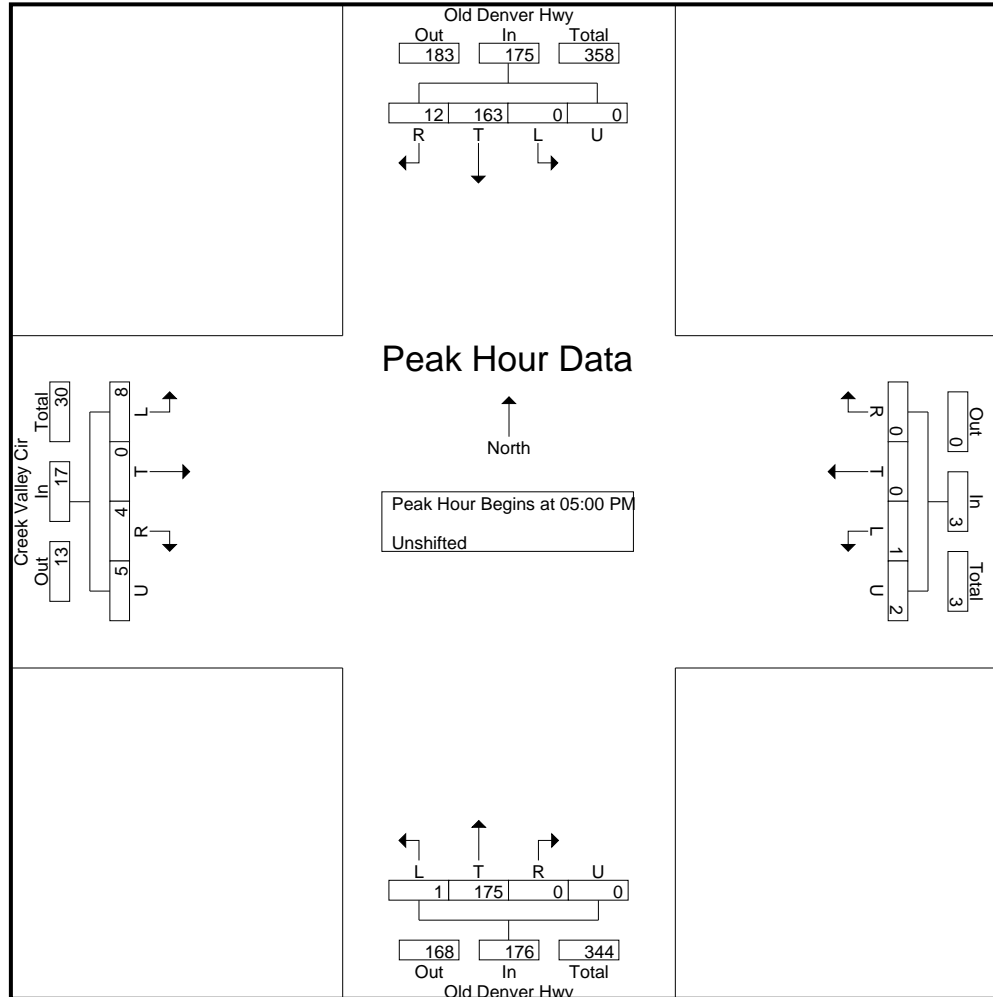 Old Denver Hwy
Out In Total
183 175 358
12 163 0 0
R T L U
Peak Hour Data
North
Peak Hour Begins at 05:00 PM
Unshifted
Creek Valley Cir
Total In Out
30 17 13
8 0 4 5
L T R U
R T L U
0 0 1 2
Out In Total
0 3 3
L T R U
1 175 0 0
168 176 344
Out In Total
Old Denver Hwy